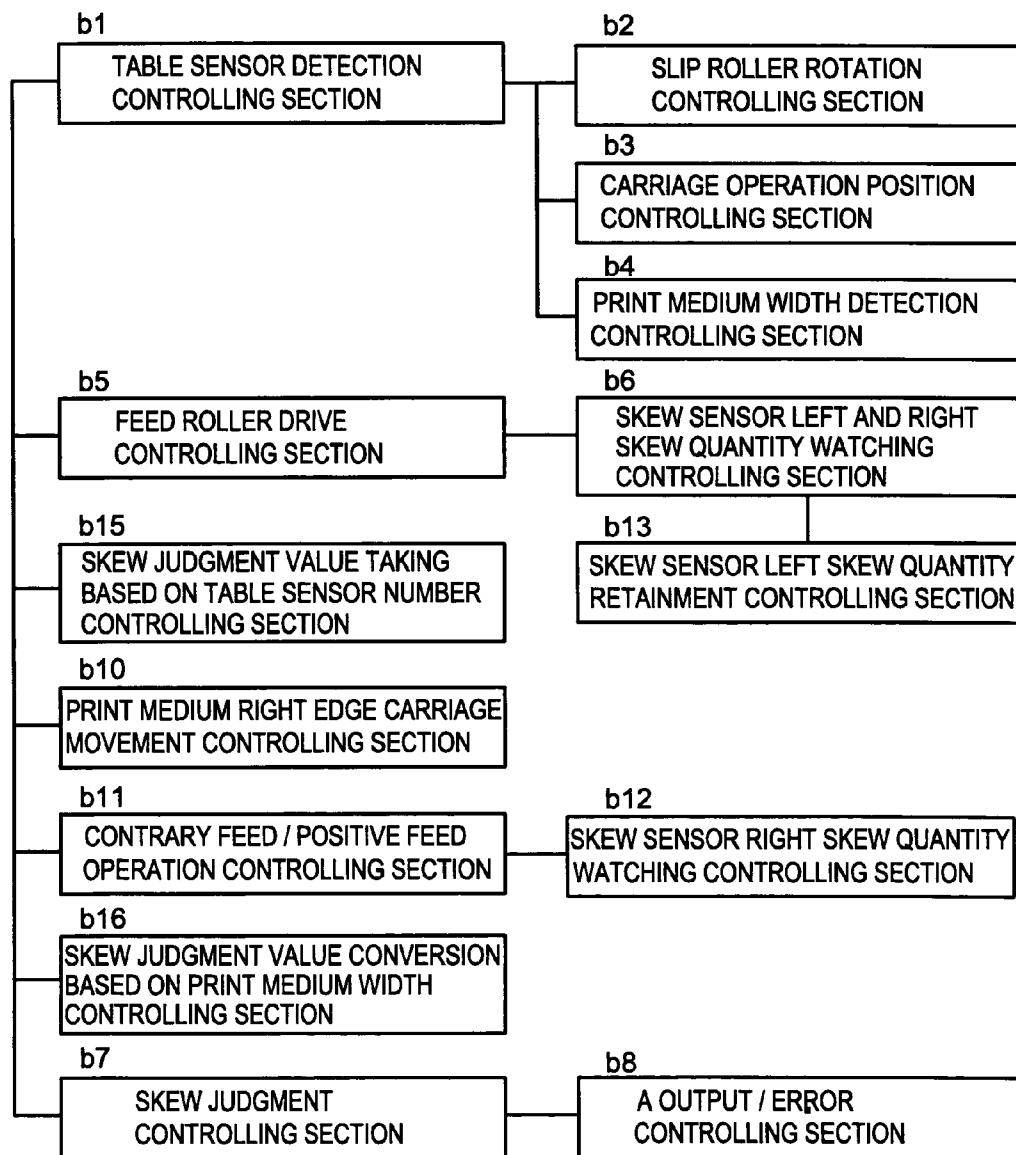 b1
TABLE SENSOR DETECTION
CONTROLLING SECTION
b2
SLIP ROLLER ROTATION
CONTROLLING SECTION
b3
CARRIAGE OPERATION POSITION
CONTROLLING SECTION
b4
PRINT MEDIUM WIDTH DETECTION
CONTROLLING SECTION
b5
FEED ROLLER DRIVE
CONTROLLING SECTION
b6
SKEW SENSOR LEFT AND RIGHT
SKEW QUANTITY WATCHING
CONTROLLING SECTION
b13
SKEW SENSOR LEFT SKEW QUANTITY
RETAINMENT CONTROLLING SECTION
b15
SKEW JUDGMENT VALUE TAKING
BASED ON TABLE SENSOR NUMBER
CONTROLLING SECTION
b10
PRINT MEDIUM RIGHT EDGE CARRIAGE
MOVEMENT CONTROLLING SECTION
b11
CONTRARY FEED / POSITIVE FEED
OPERATION CONTROLLING SECTION
b12
SKEW SENSOR RIGHT SKEW QUANTITY
WATCHING CONTROLLING SECTION
b16
SKEW JUDGMENT VALUE CONVERSION
BASED ON PRINT MEDIUM WIDTH
CONTROLLING SECTION
b7
SKEW JUDGMENT
CONTROLLING SECTION
b8
A OUTPUT / ERROR
CONTROLLING SECTION